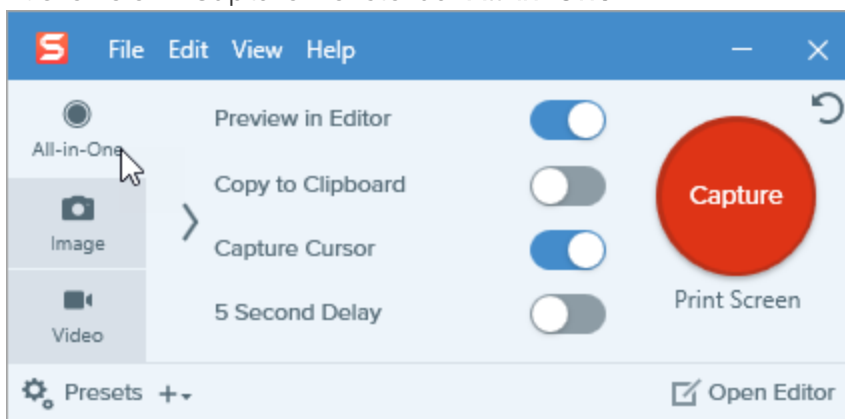 File Edit View Help
All-in-One
Image
Video
Preview in Editor
Copy to Clipboard
Capture Cursor
5 Second Delay
Capture
Print Screen
Presets
Open Editor